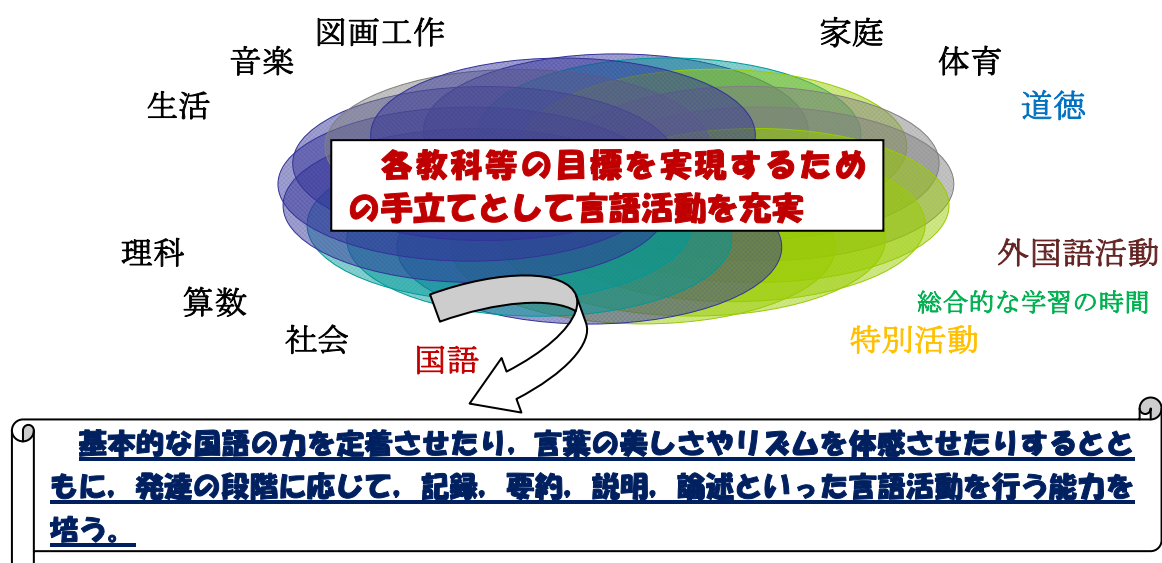 図画工作
家庭
音楽
体育
生活
道徳
各教科等の目標を実現するため
の手立てとして言語活動を充実
理科
外国語活動
算数
総合的な学習の時間
社会
特別活動
国語
基本的な国語の力を定着させたり，言葉の美しさやリズムを体感させたりするとと
もに，発達の段階に応じて，記録，要約，説明，論述といった言語活動を行う能力を
培う。